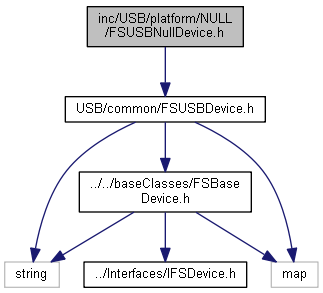 inc/USB/platform/NULL
/FSUSBNullDevice.h
USB/common/FSUSBDevice.h
../../baseClasses/FSBase
Device.h
string
../Interfaces/IFSDevice.h
map